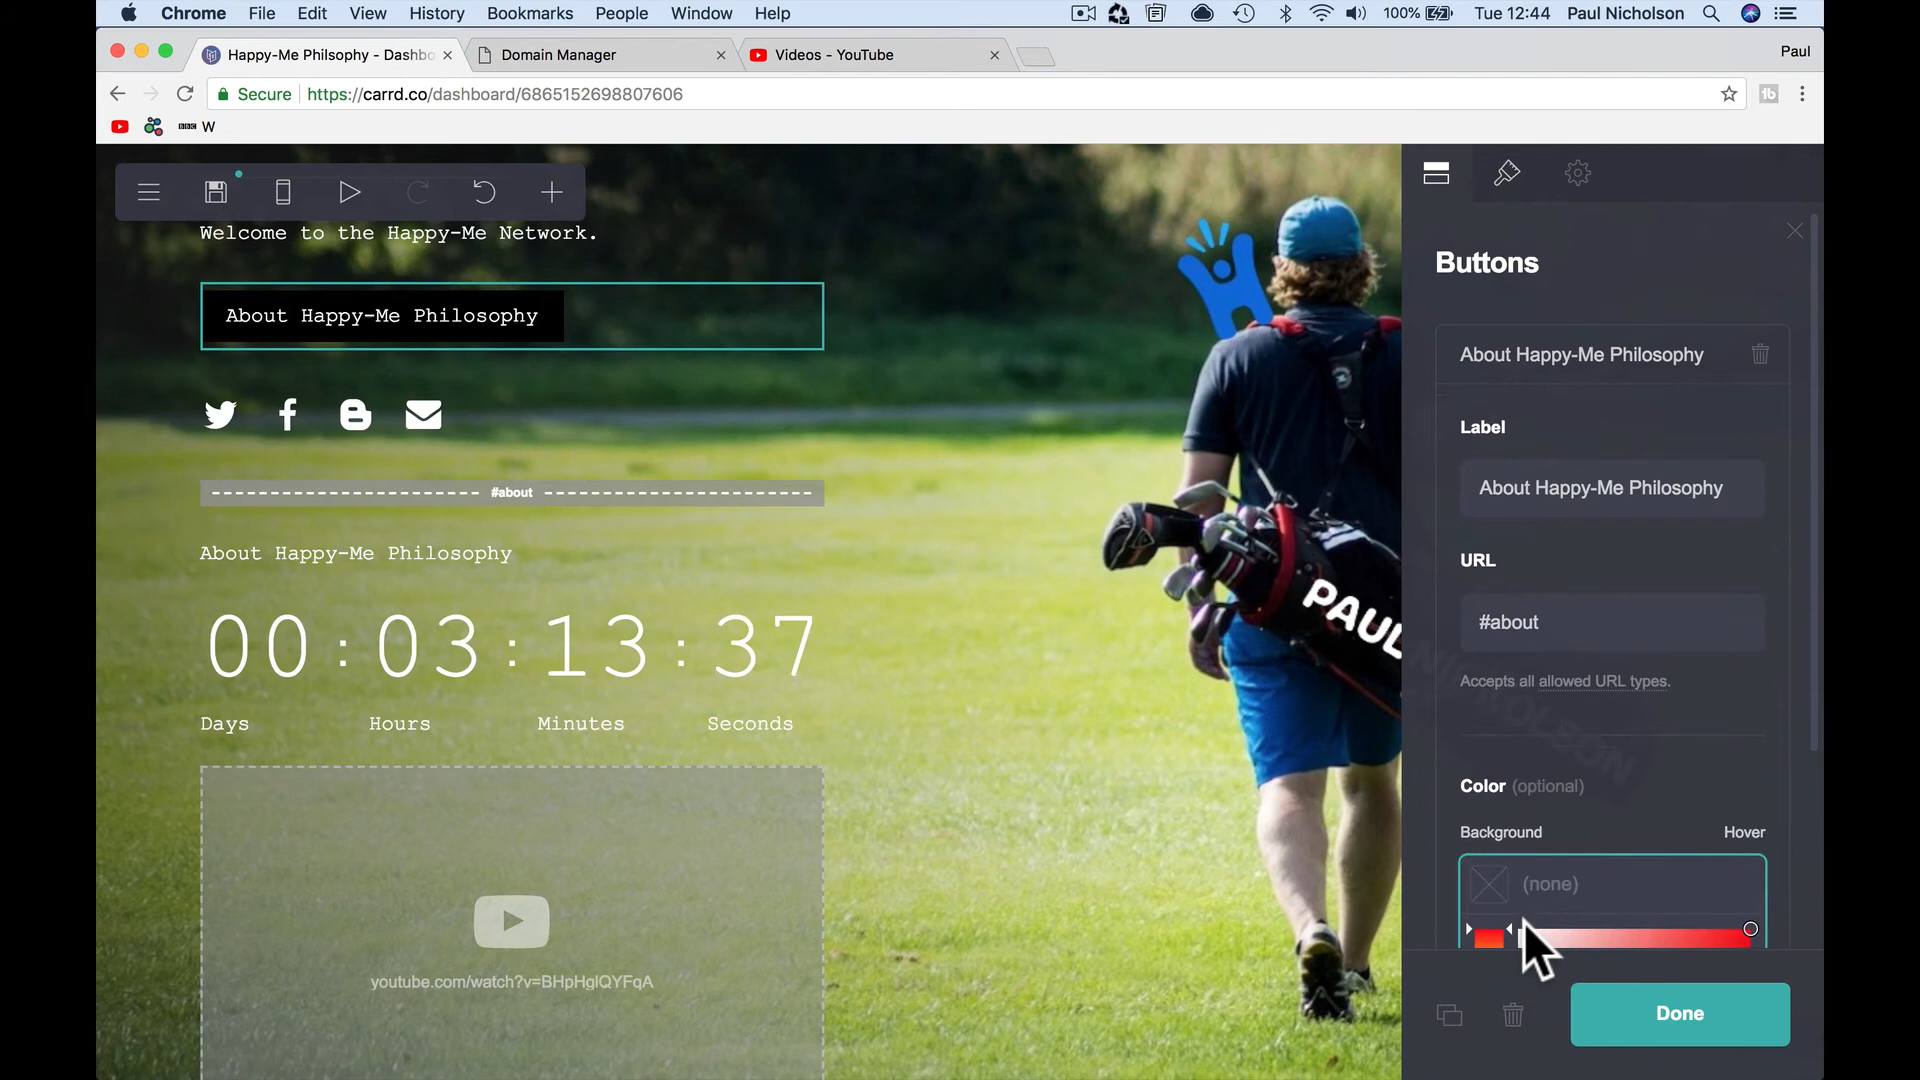 Chrome File Edit View History Bookmarks People Window Help 100% Tue 12:44 Paul Nicholson
Happy-Me Philsophy - Dashbo Domain Manager Videos - YouTube Paul
Secure https://carrd.co/dashboard/6865152698807606
BBC W
Welcome to the Happy-Me Network.
About Happy-Me Philosophy
#about
About Happy-Me Philosophy
00 : 03 : 13 : 37
Days Hours Minutes Seconds
youtube.com/watch?v=BHpHglQYFqA
PAUL NICHOLSON
Buttons
About Happy-Me Philosophy
Label
About Happy-Me Philosophy
URL
#about
Accepts all allowed URL types.
Color (optional)
Background Hover
(none)
Done